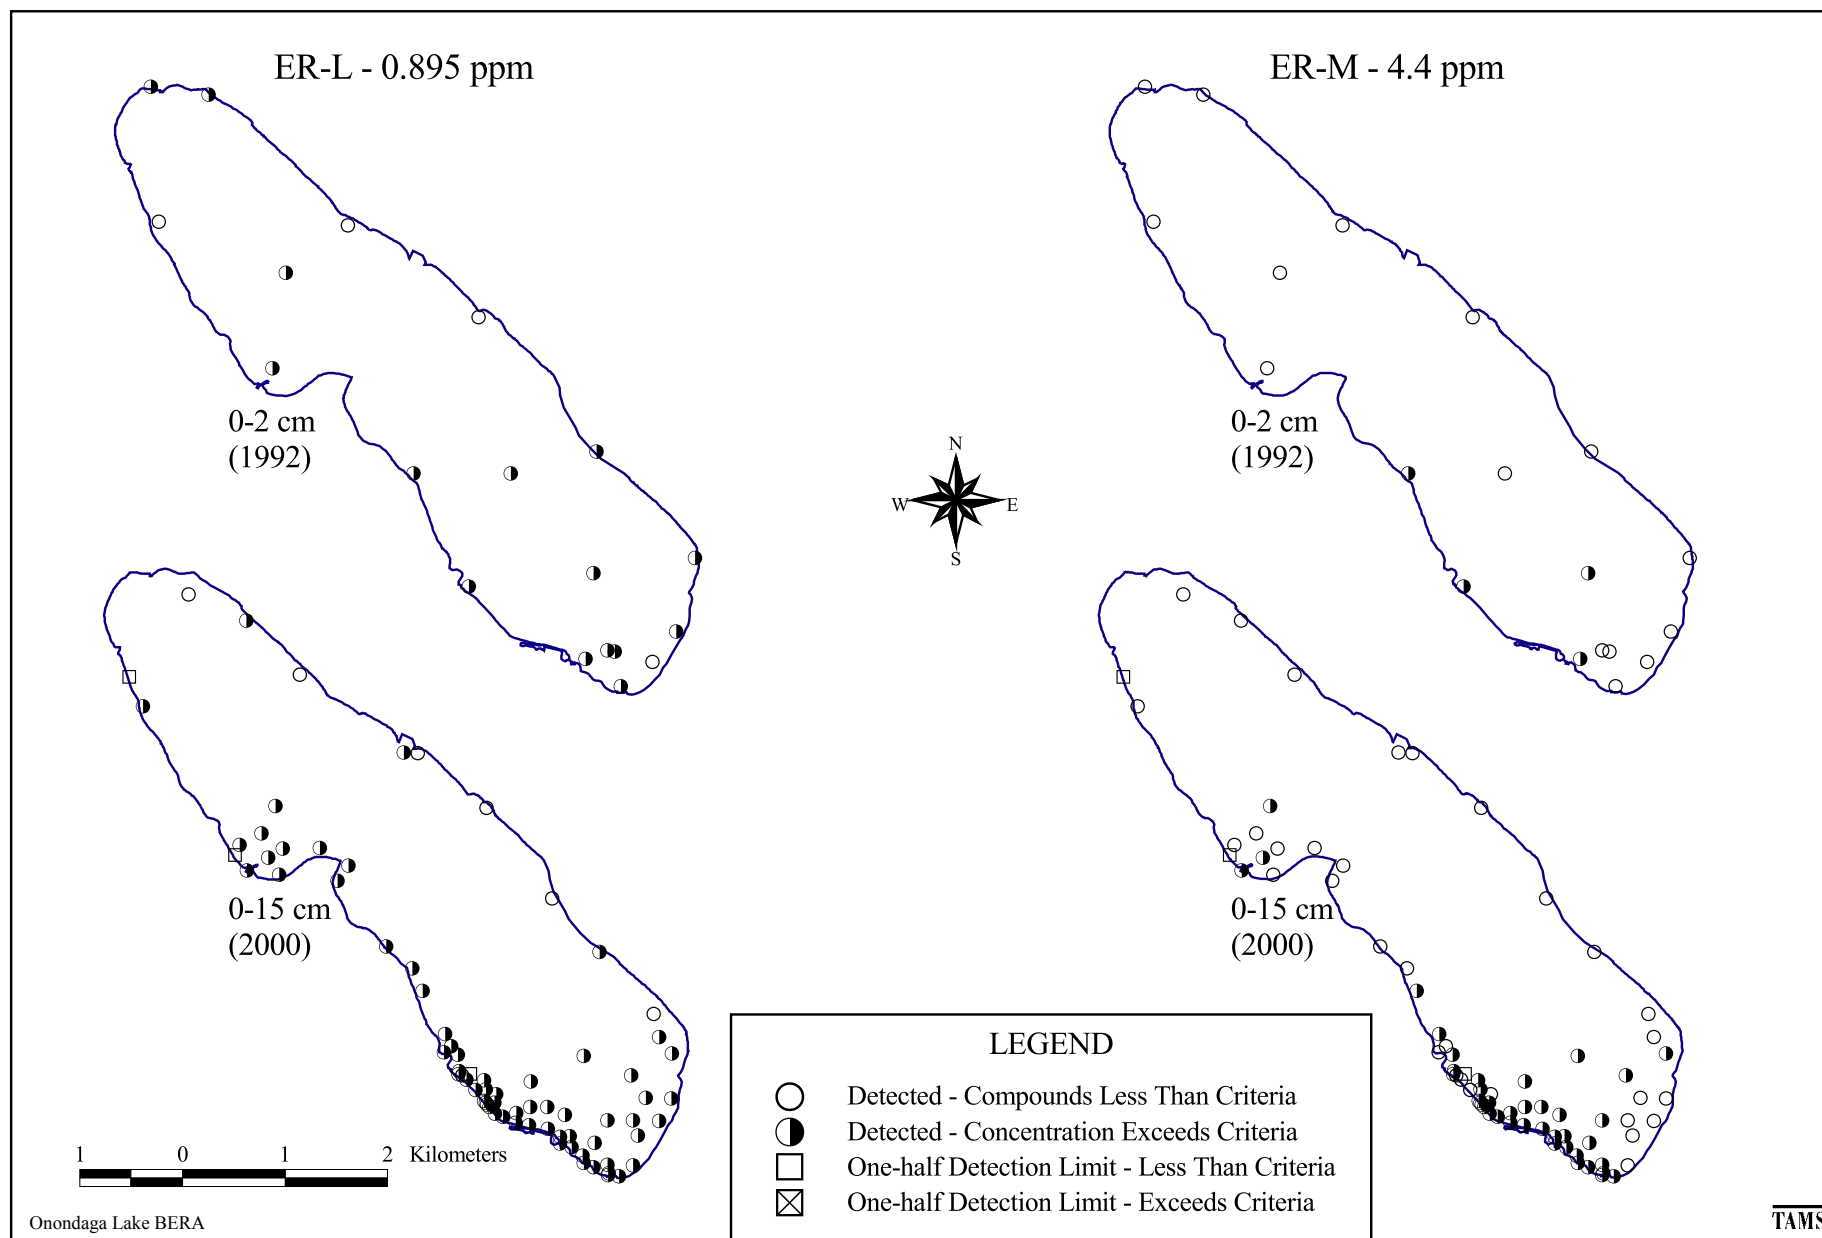 ER-L - 0.895 ppm
ER-M - 4.4 ppm
0-2 cm
(1992)
0-2 cm
(1992)
N
W
E
S
0-15 cm
(2000)
0-15 cm
(2000)
LEGEND
Detected - Compounds Less Than Criteria
Detected - Concentration Exceeds Criteria
One-half Detection Limit - Less Than Criteria
One-half Detection Limit - Exceeds Criteria
1 0 1 2 Kilometers
Onondaga Lake BERA
TAMS